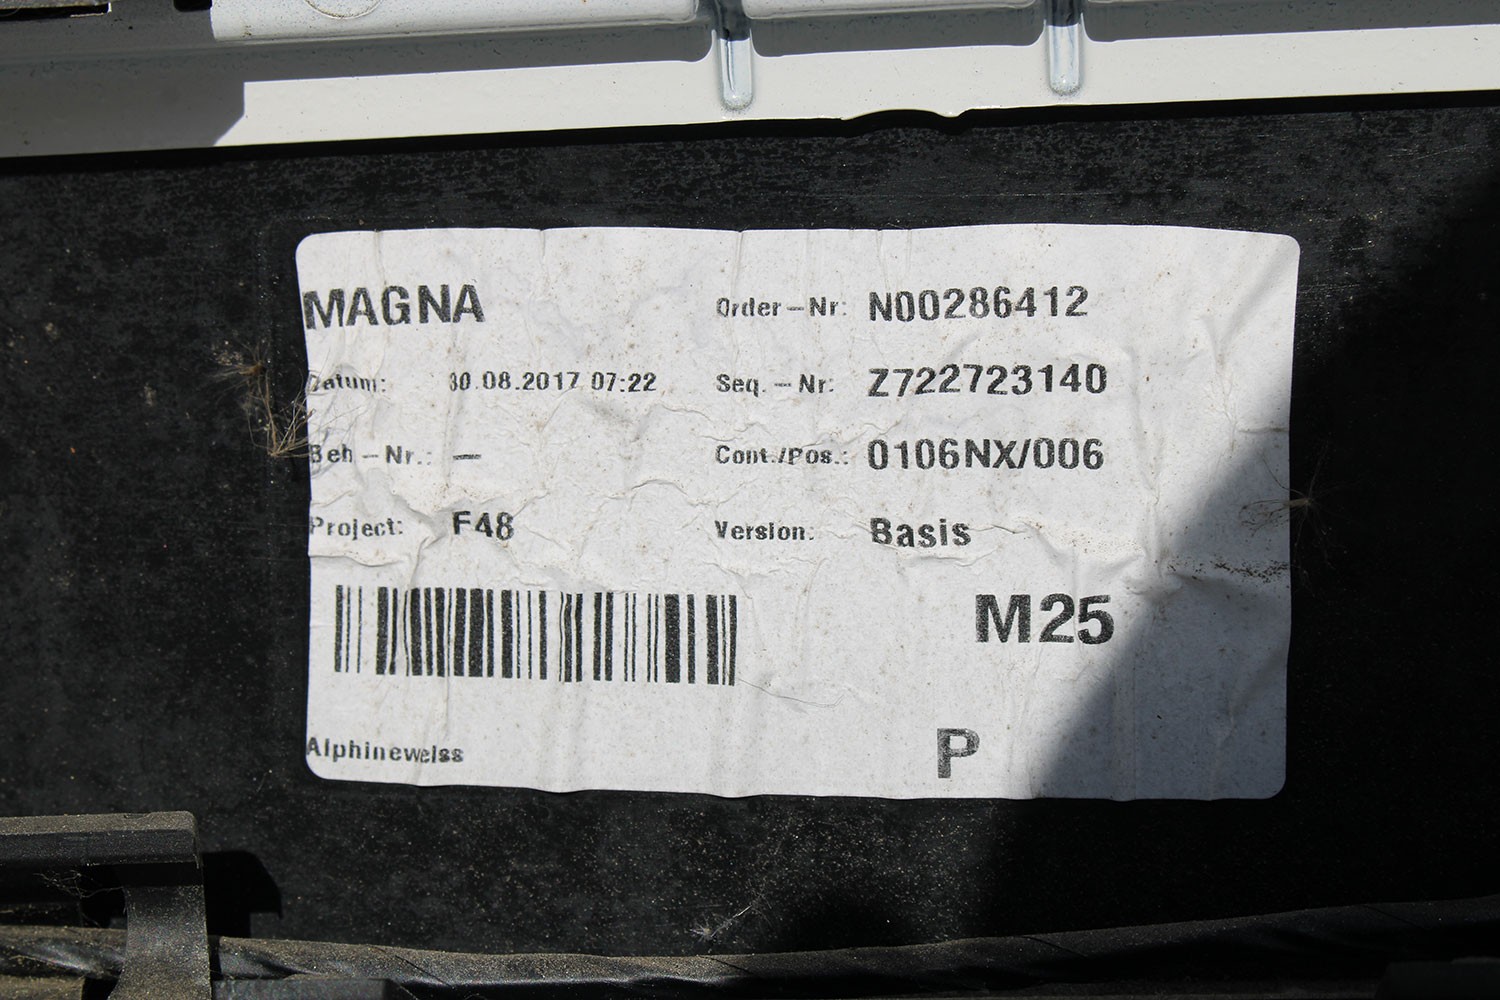 MAGNA Order-Nr: N00286412
Datum: 30.08.2017 07:22 Seq.-Nr: Z722723140
Beh-Nr.: - Cont./Pos.: 0106NX/006
Project: F48 Version: Basis
M25
P
Alphineweiss